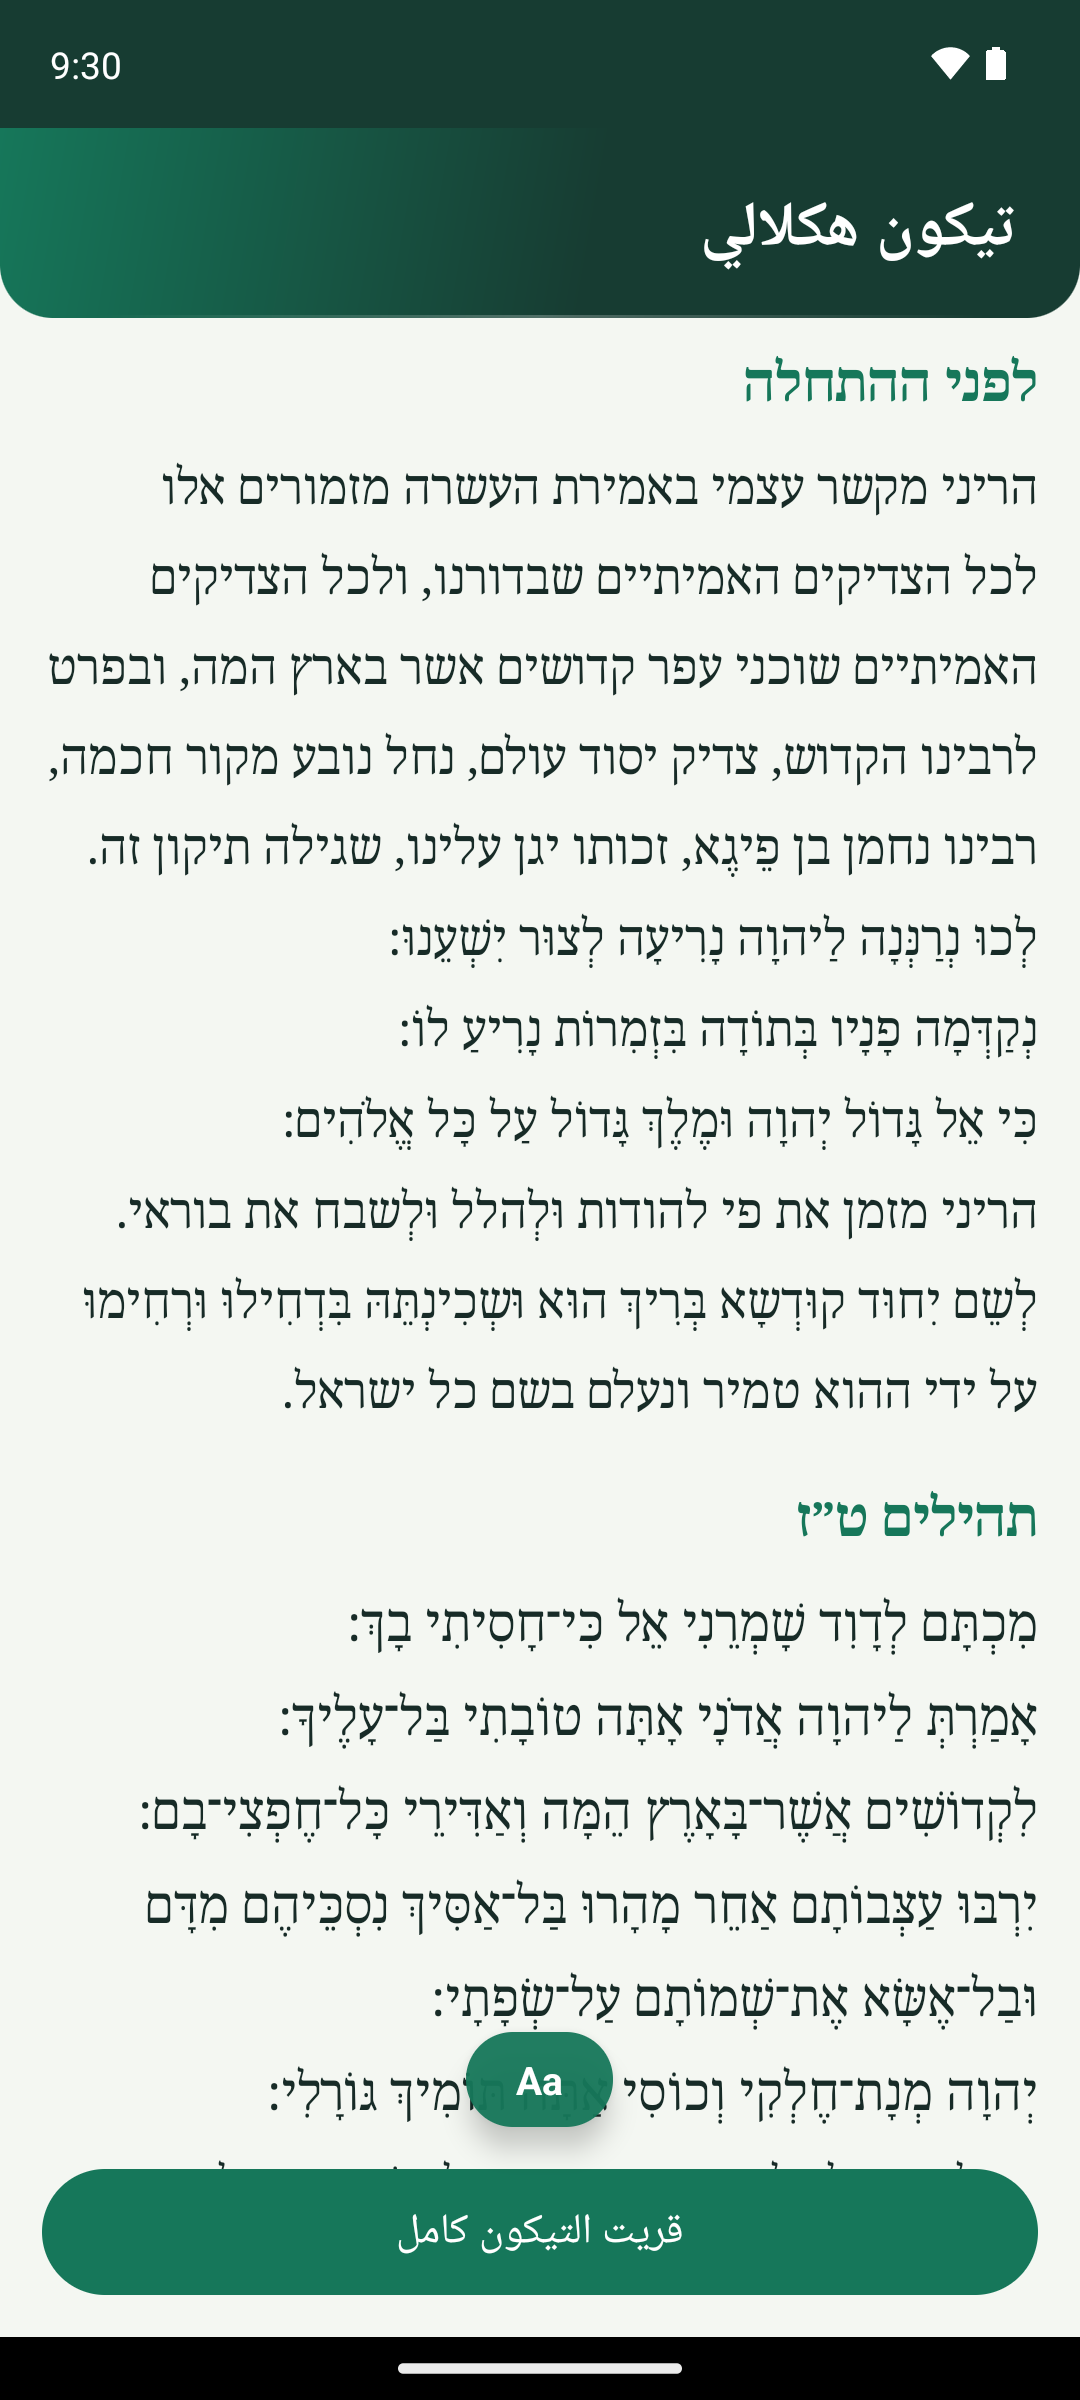 9:30
تيكون هكلالي
לפני ההתחלה
הריני מקשר עצמי באמירת העשרה מזמורים אלו
לכל הצדיקים האמיתיים שבדורנו, ולכל הצדיקים
האמיתיים שוכני עפר קדושים אשר בארץ המה, ובפרט
לרבינו הקדוש, צדיק יסוד עולם, נחל נובע מקור חכמה,
רבינו נחמן בן פֵיגֶא, זכותו יגן עלינו, שגילה תיקון זה.
לְכוּ נְרַנְּנָה לַיהוָה נָרִיעָה לְצוּר יִשְׁעֵנוּ:
נְקַדְּמָה פָנָיו בְּתוֹדָה בִּזְמִרוֹת נָרִיעַ לוֹ:
כִּי אֵל גָּדוֹל יְהוָה וּמֶלֶךְ גָּדוֹל עַל כָּל אֱלֹהִים:
הריני מזמן את פי להודות וּלְהלל וּלְשבח את בוראי.
לְשֵׁם יִחוּד קוּדְשָׁא בְּרִיךְ הוּא וּשְׁכִינְתֵּהּ בִּדְחִילוּ וּרְחִימוּ
על ידי ההוא טמיר ונעלם בשם כל ישראל.
תהילים ט״ז
מִכְתָּם לְדָוִד שָׁמְרֵנִי אֵל כִּי־חָסִיתִי בָךְ:
אָמַרְתְּ לַיהוָה אֲדֹנָי אָתָּה טוֹבָתִי בַּל־עָלֶיךָ:
לִקְדוֹשִׁים אֲשֶׁר־בָּאָרֶץ הֵמָּה וְאַדִּירֵי כָּל־חֶפְצִי־בָם:
יִרְבּוּ עַצְּבוֹתָם אַחֵר מָהָרוּ בַּל־אַסִּיךְ נִסְכֵּיהֶם מִדָּם
וּבַל־אֶשָּׂא אֶת־שְׁמוֹתָם עַל־שְׂפָתָי:
יְהוָה מְנָת־חֶלְקִי וְכוֹסִי אַתָּה תּוֹמִיךְ גּוֹרָלִי:
Aa
قريت التيكون كامل